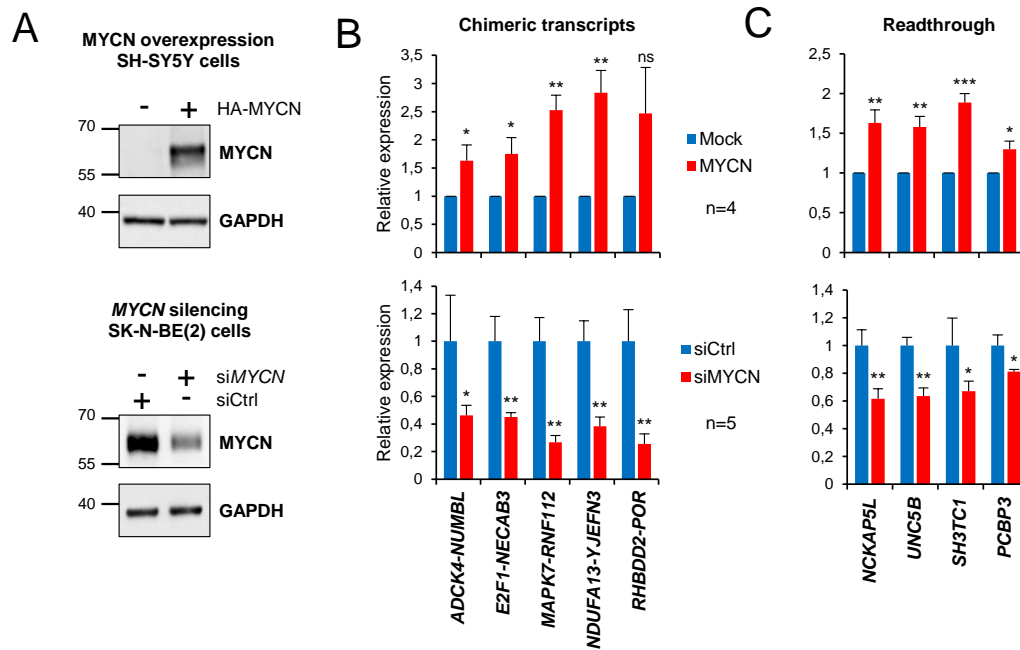 A
MYCN overexpression
SH-SY5Y cells
- + HA-MYCN
70
55
MYCN
40
GAPDH
MYCN silencing
SK-N-BE(2) cells
- + siMYCN
+ - siCtrl
70
55
MYCN
40
GAPDH
B
Chimeric transcripts
Relative expression
3,5
3
2,5
2
1,5
1
0,5
0
* * ** ** ns
Mock
MYCN
n=4
Relative expression
1,4
1,2
1
0,8
0,6
0,4
0,2
0
* ** ** ** **
siCtrl
siMYCN
n=5
ADCK4-NUMBL
E2F1-NECAB3
MAPK7-RNF112
NDUFA13-YJEFN3
RHBDD2-POR
C
Readthrough
2,5
2
1,5
1
0,5
0
** ** *** *
1,4
1,2
1
0,8
0,6
0,4
0,2
0
** ** * *
NCKAP5L
UNC5B
SH3TC1
PCBP3